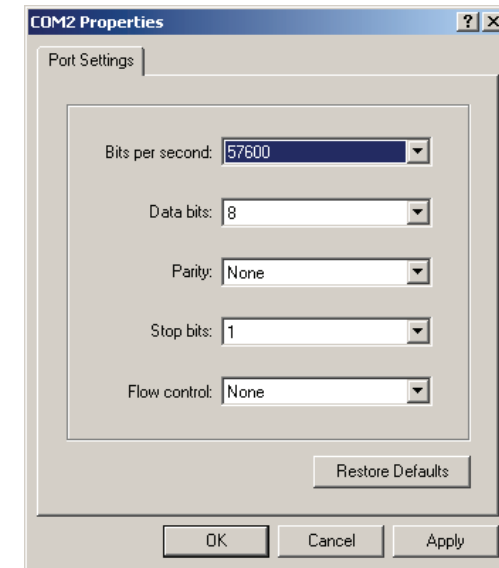 COM2 Properties
Port Settings
Bits per second: 57600
Data bits: 8
Parity: None
Stop bits: 1
Flow control: None
Restore Defaults
OK Cancel Apply